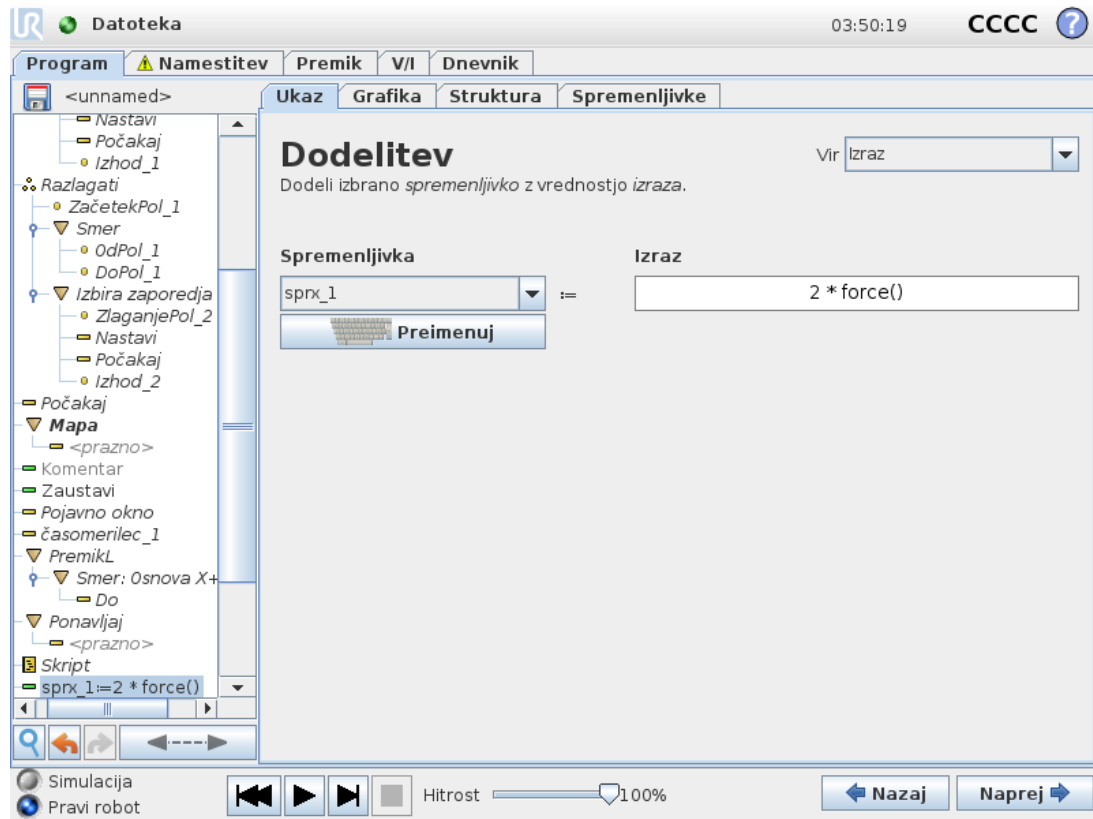 UR Datoteka 03:50:19 CCCC ?
Program Namestitev Premik V/I Dnevnik
<unnamed>
Ukaz Grafika Struktura Spremenljivke
Nastavi
Počakaj
Izhod_1
Razlagati
ZačetekPol_1
Smer
OdPol_1
DoPol_1
Izbira zaporedja
ZlaganjePol_2
Nastavi
Počakaj
Izhod_2
Počakaj
Mapa
<prazno>
Komentar
Zaustavi
Pojavno okno
časomerilec_1
PremikL
Smer: Osnova X+
Do
Ponavljaj
<prazno>
Skript
sprx_1:=2 * force()
Dodelitev
Vir Izraz
Dodeli izbrano spremenljivko z vrednostjo izraza.
Spremenljivka Izraz
sprx_1 := 2 * force()
Preimenuj
Simulacija
Pravi robot
Hitrost 100%
Nazaj Naprej